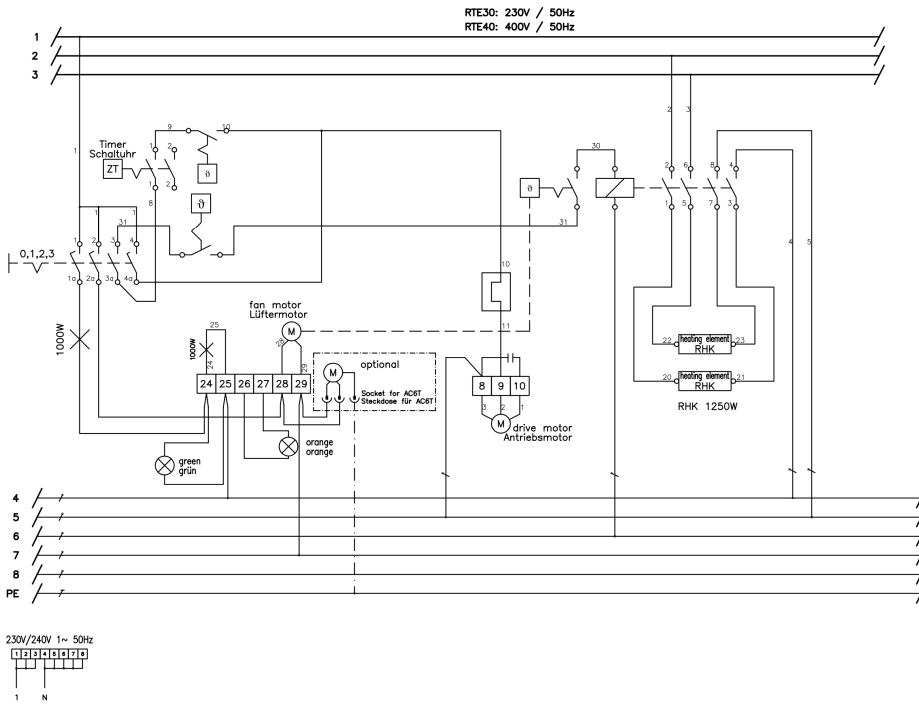 RTE30: 230V / 50Hz
RTE40: 400V / 50Hz
1
2
3
2
3
1
9
10
Timer
Schaltuhr
ZT
1
2
1
2
8
ϑ
ϑ
31
30
ϑ
31
2
6
8
4
1
5
7
3
4
5
0,1,2,3
1
1
1
2
3
4
1a
2a
3a
4a
10
11
1000W
fan motor
Lüftermotor
M
28
29
25
1000W
24
24
25
26
27
28
29
optional
M
Socket for AC6T
Steckdose für AC6T
8
9
10
3
2
1
M
drive motor
Antriebsmotor
22
heating element
RHK
23
20
heating element
RHK
21
RHK 1250W
green
grün
orange
orange
4
5
6
7
8
PE
230V/240V 1~ 50Hz
1 2 3 4 5 6 7 8
1
N